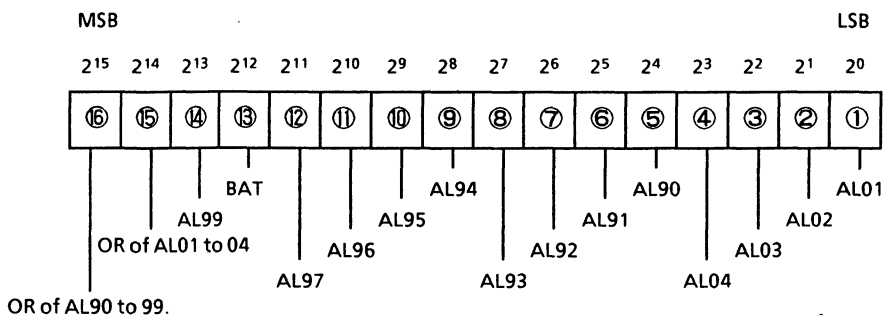 MSB LSB
2¹⁵ 2¹⁴ 2¹³ 2¹² 2¹¹ 2¹⁰ 2⁹ 2⁸ 2⁷ 2⁶ 2⁵ 2⁴ 2³ 2² 2¹ 2⁰
⑯ ⑮ ⑭ ⑬ ⑫ ⑪ ⑩ ⑨ ⑧ ⑦ ⑥ ⑤ ④ ③ ② ①
BAT AL94 AL90 AL01
AL99 AL95 AL91 AL02
OR of AL01 to 04 AL96 AL92 AL03
AL97 AL93 AL04
OR of AL90 to 99.